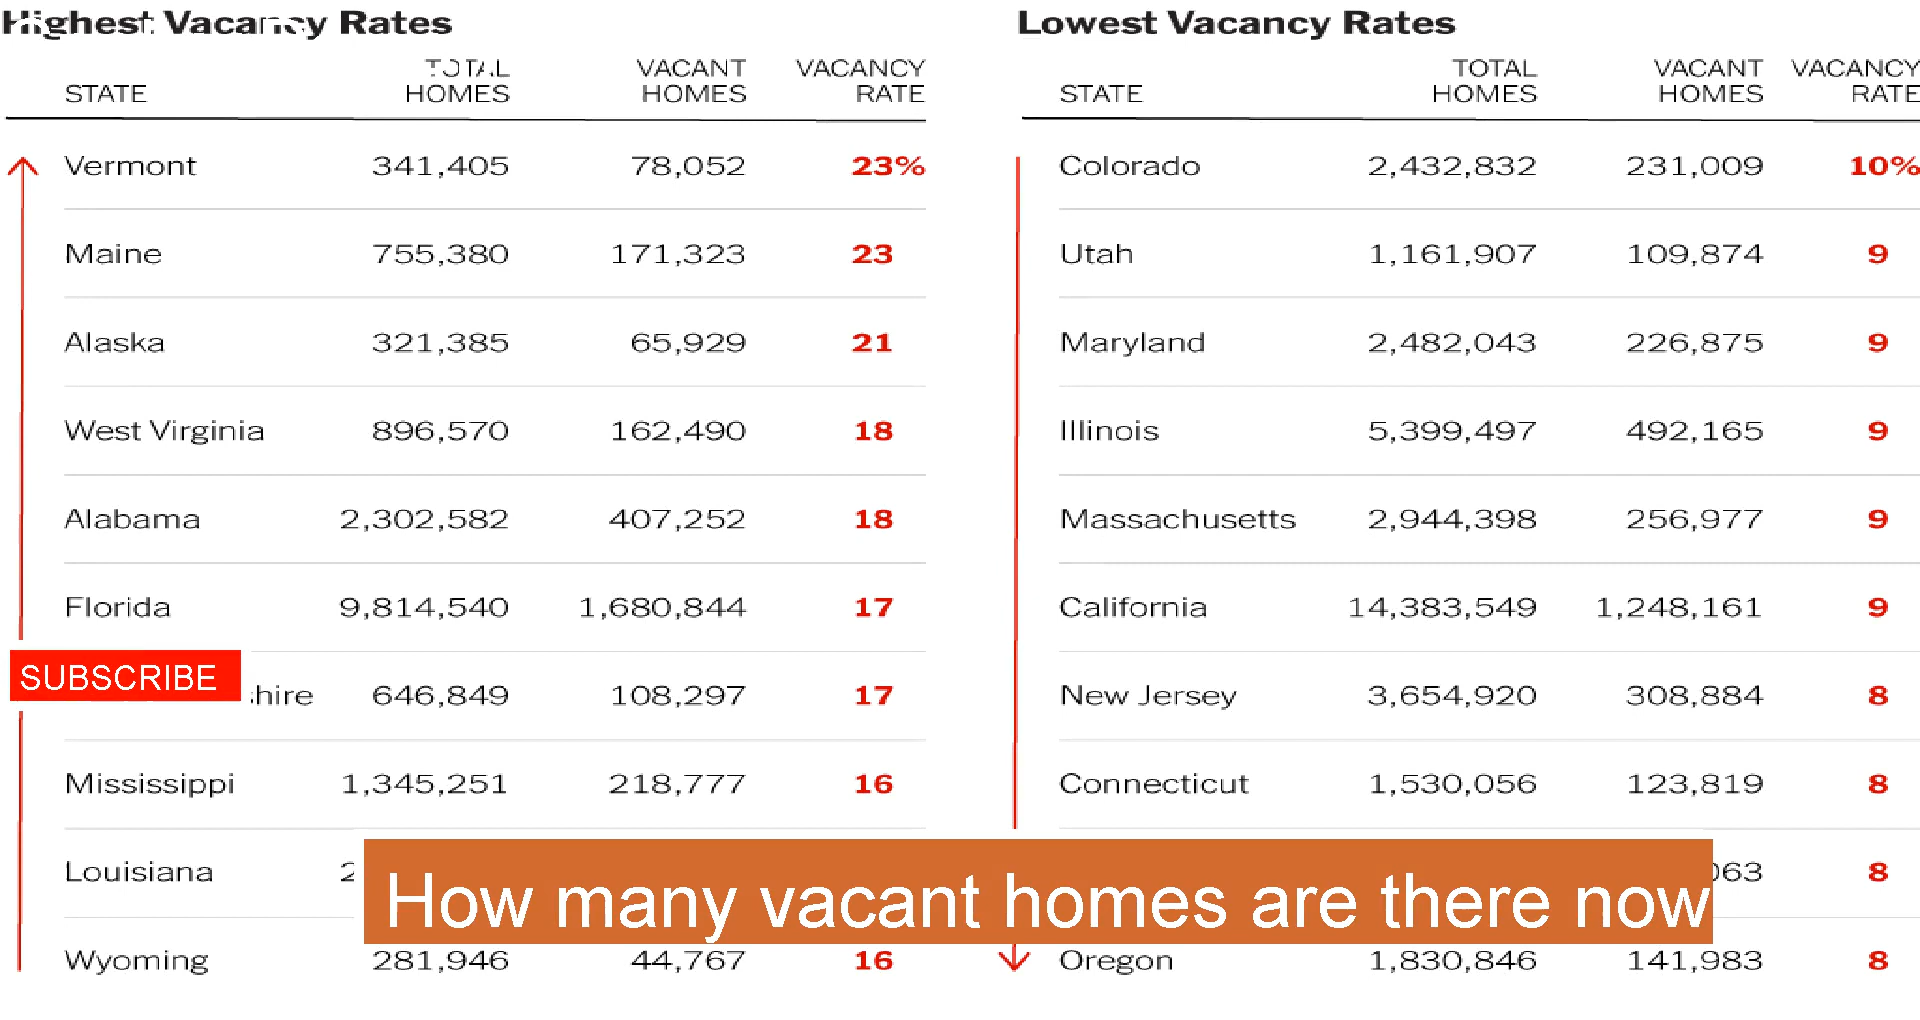 Highest Vacancy Rates
STATE TOTAL HOMES VACANT HOMES VACANCY RATE
Vermont 341,405 78,052 23%
Maine 755,380 171,323 23
Alaska 321,385 65,929 21
West Virginia 896,570 162,490 18
Alabama 2,302,582 407,252 18
Florida 9,814,540 1,680,844 17
SUBSCRIBE
hire 646,849 108,297 17
Mississippi 1,345,251 218,777 16
Louisiana 2
Wyoming 281,946 44,767 16
Lowest Vacancy Rates
STATE TOTAL HOMES VACANT HOMES VACANCY RATE
Colorado 2,432,832 231,009 10%
Utah 1,161,907 109,874 9
Maryland 2,482,043 226,875 9
Illinois 5,399,497 492,165 9
Massachusetts 2,944,398 256,977 9
California 14,383,549 1,248,161 9
New Jersey 3,654,920 308,884 8
Connecticut 1,530,056 123,819 8
063 8
Oregon 1,830,846 141,983 8
How many vacant homes are there now